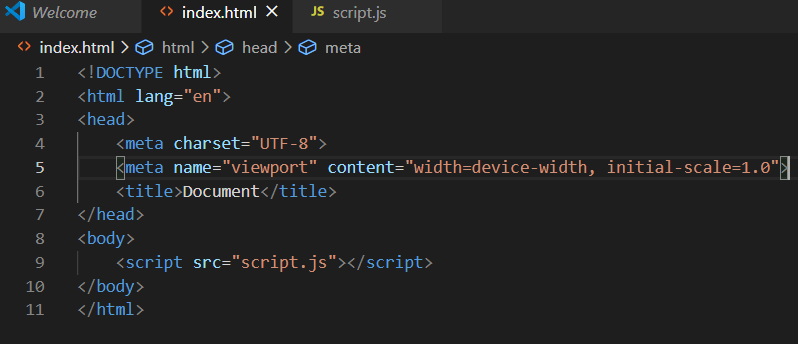 Welcome index.html × JS script.js
<> index.html > html > head > meta
1 <!DOCTYPE html>
2 <html lang="en">
3 <head>
4     <meta charset="UTF-8">
5     <meta name="viewport" content="width=device-width, initial-scale=1.0">
6     <title>Document</title>
7 </head>
8 <body>
9     <script src="script.js"></script>
10 </body>
11 </html>